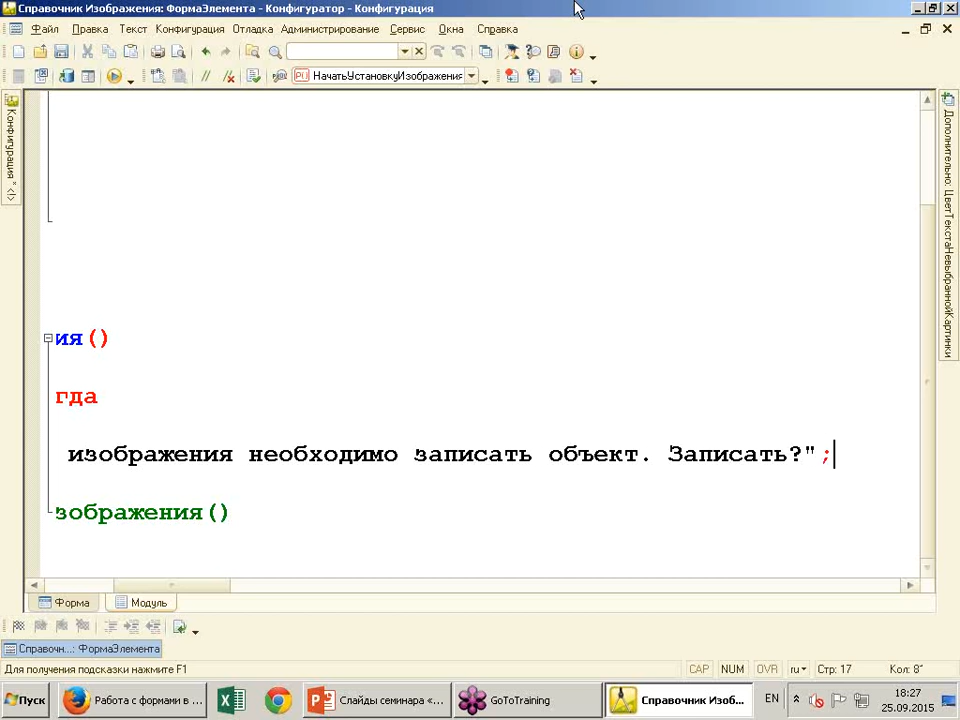 Справочник Изображения: ФормаЭлемента - Конфигуратор - Конфигурация
Файл Правка Текст Конфигурация Отладка Администрирование Сервис Окна Справка
НачатьУстановкуИзображения
Конфигурация * <!>
Дополнительно: ЦветТекстаНевыбраннойКартинки
ия()
гда
изображения необходимо записать объект. Записать?";
зображения()
Форма Модуль
Справочн...: ФормаЭлемента
Для получения подсказки нажмите F1 CAP NUM OVR ru Стр: 17 Кол: 8
Пуск Работа с формами в ... Слайды семинара «... GoToTraining Справочник Изоб... EN 18:27
25.09.2015